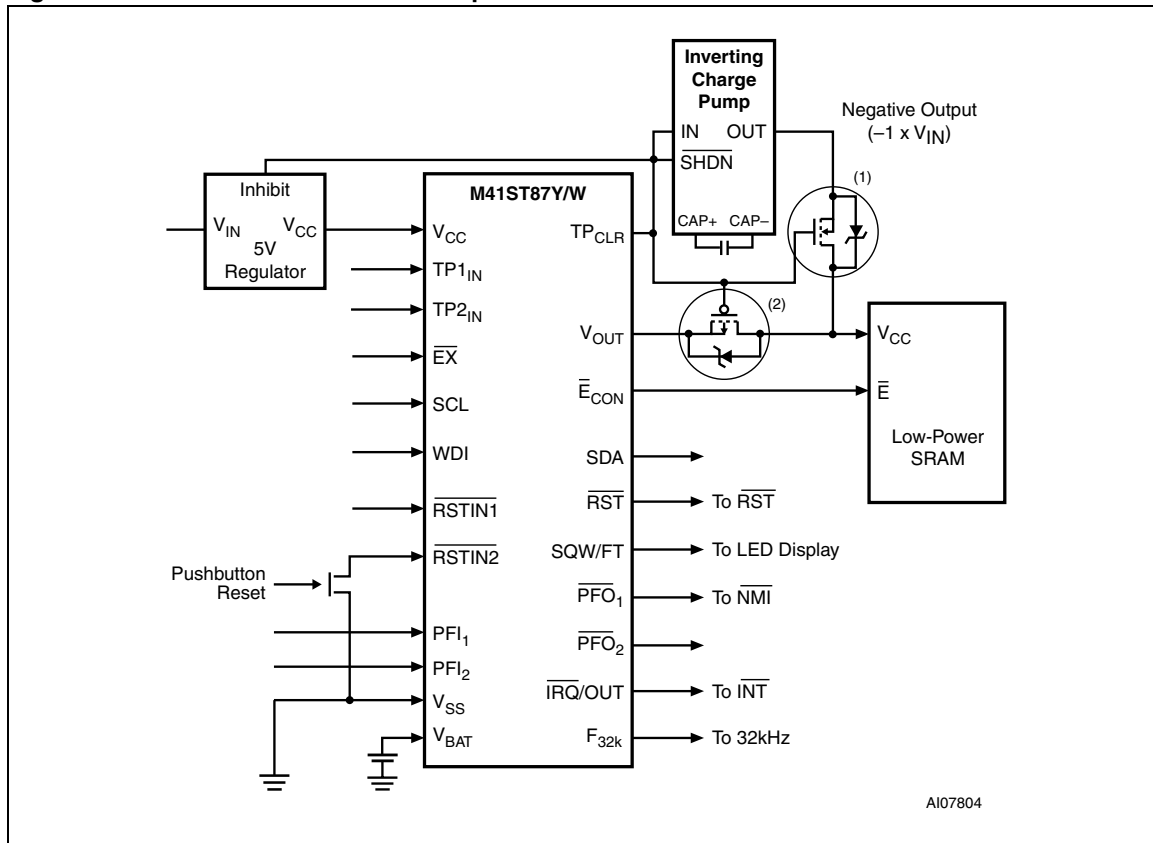 Inverting
Charge
Pump
IN OUT
SHDN
CAP+ CAP–
Negative Output
(–1 x VIN)
(1)
Inhibit
VIN VCC
5V
Regulator
M41ST87Y/W
VCC
TP1IN
TP2IN
EX
SCL
WDI
RSTIN1
RSTIN2
PFI1
PFI2
VSS
VBAT
TPCLR
VOUT
ECON
SDA
RST
SQW/FT
PFO1
PFO2
IRQ/OUT
F32k
(2)
VCC
E
Low-Power
SRAM
To RST
To LED Display
To NMI
To INT
To 32kHz
Pushbutton
Reset
AI07804